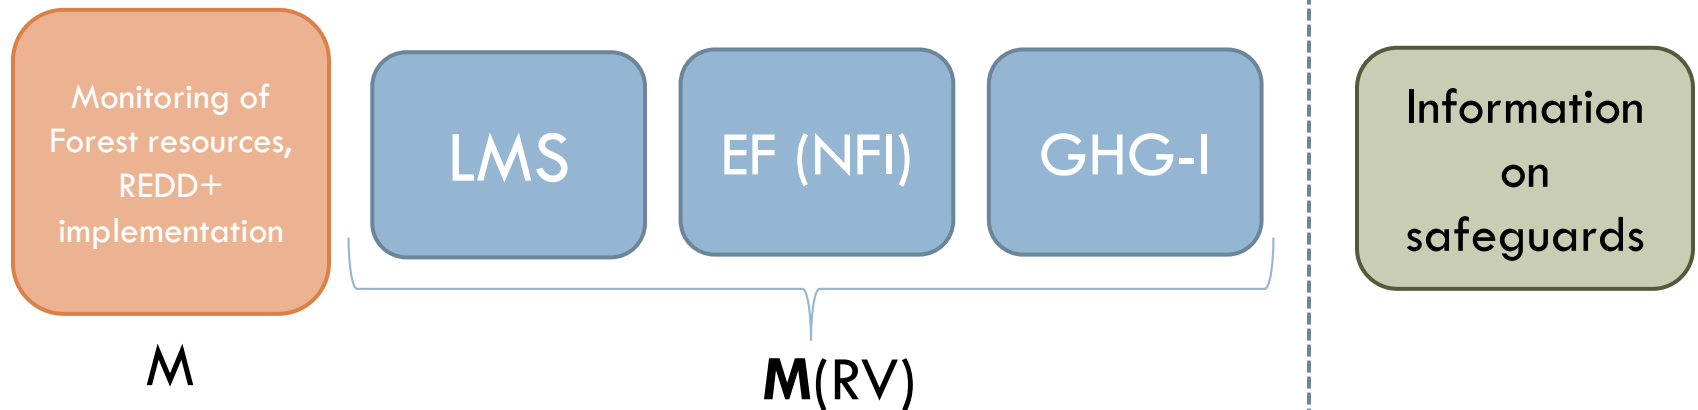 Monitoring of
Forest resources,
REDD+
implementation
LMS
EF (NFI)
GHG-I
Information
on
safeguards
M
M(RV)